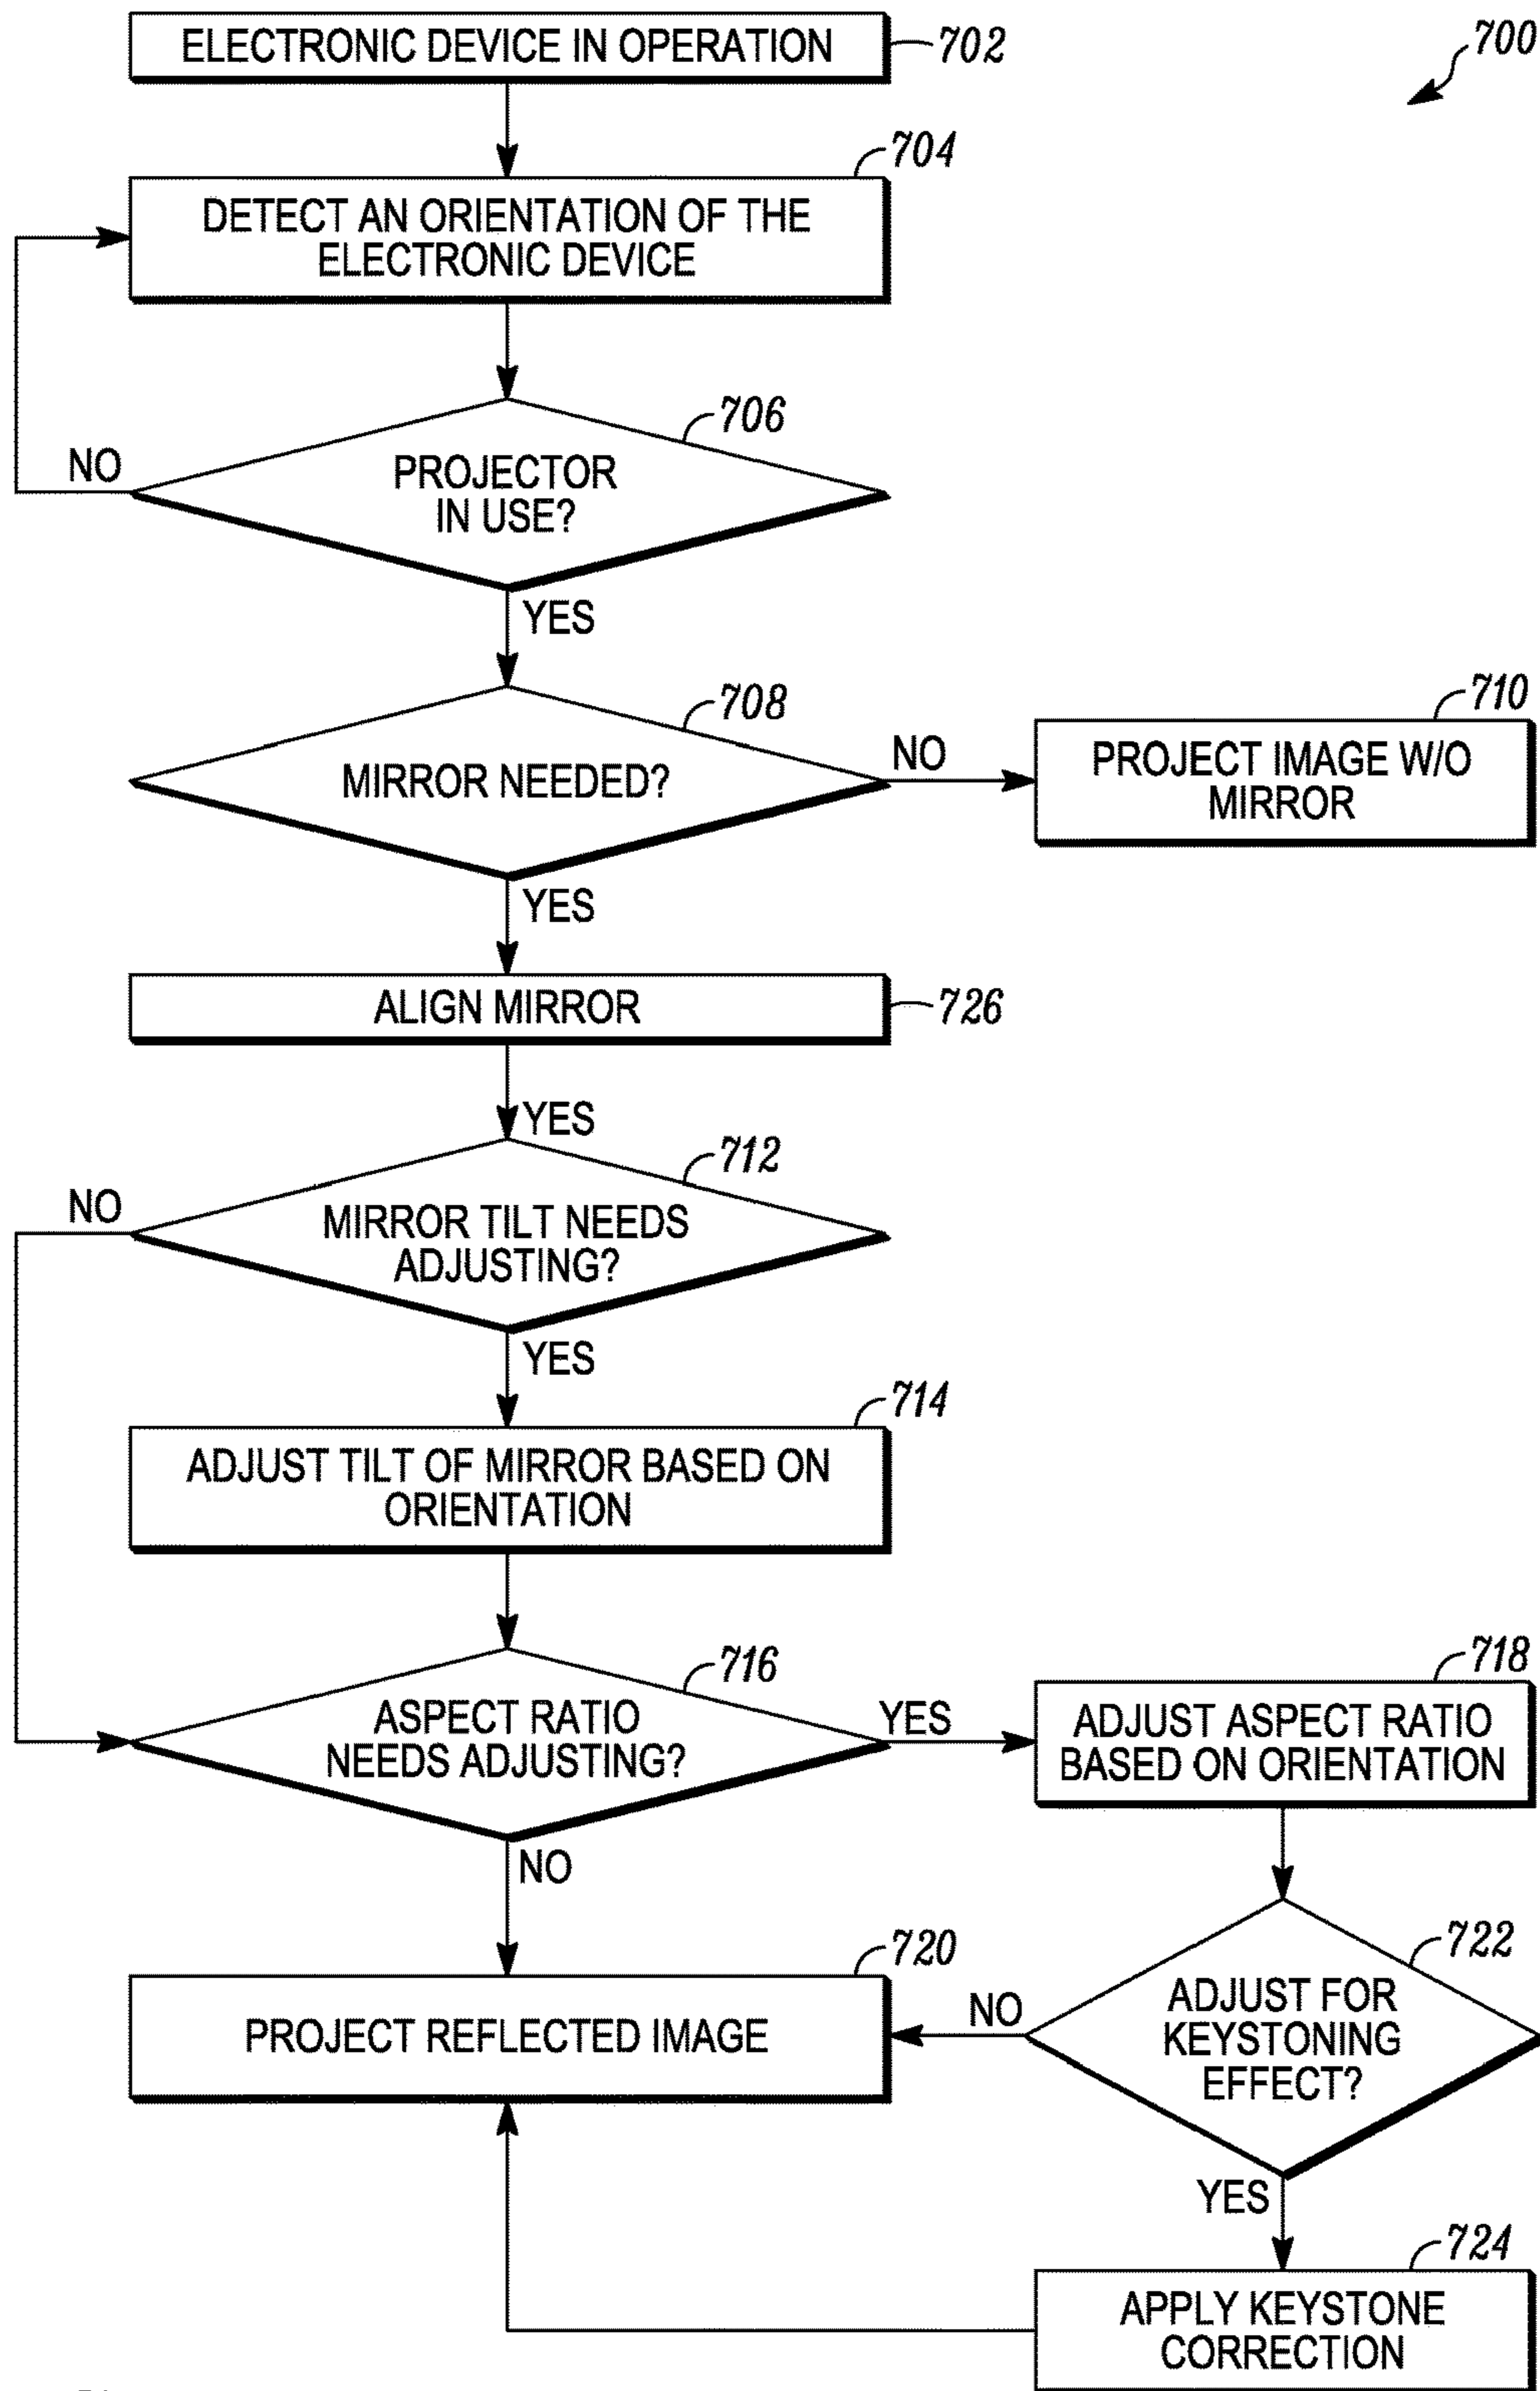 700
ELECTRONIC DEVICE IN OPERATION
702
704
DETECT AN ORIENTATION OF THE
ELECTRONIC DEVICE
706
NO
PROJECTOR
IN USE?
YES
708
710
MIRROR NEEDED?
NO
PROJECT IMAGE W/O
MIRROR
YES
ALIGN MIRROR
726
YES
712
NO
MIRROR TILT NEEDS
ADJUSTING?
YES
714
ADJUST TILT OF MIRROR BASED ON
ORIENTATION
716
718
ASPECT RATIO
NEEDS ADJUSTING?
YES
ADJUST ASPECT RATIO
BASED ON ORIENTATION
NO
720
722
PROJECT REFLECTED IMAGE
NO
ADJUST FOR
KEYSTONING
EFFECT?
YES
724
APPLY KEYSTONE
CORRECTION